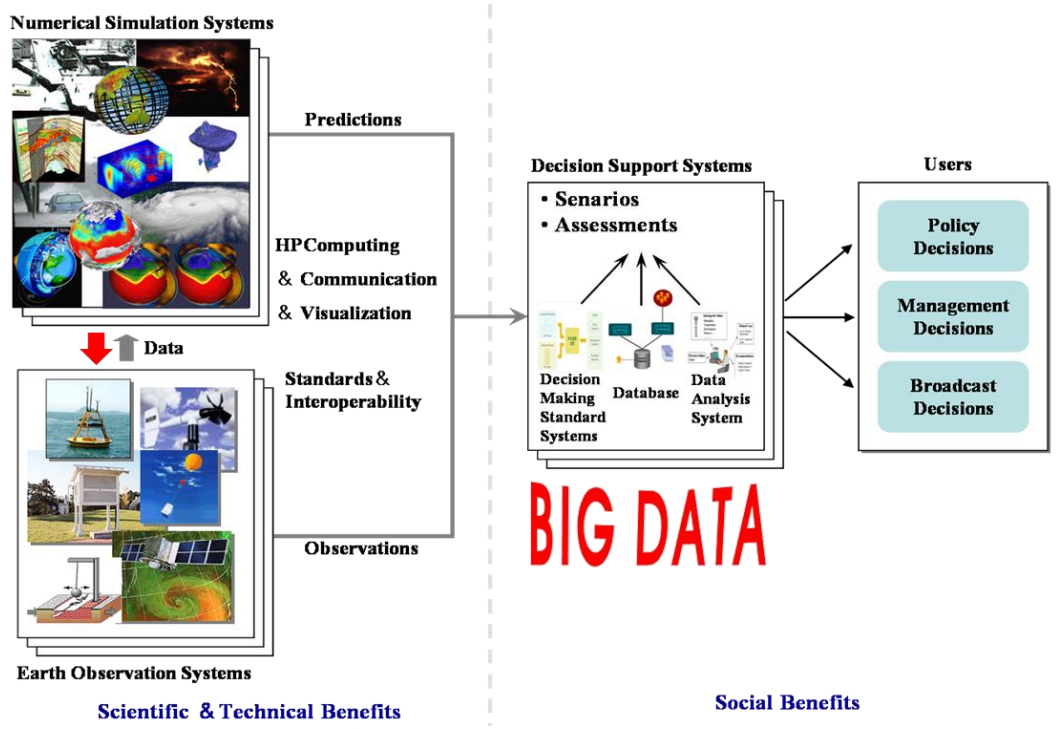 Numerical Simulation Systems
Predictions
HPComputing
& Communication
& Visualization
Data
Standards &
Interoperability
Observations
Earth Observation Systems
Scientific & Technical Benefits
Decision Support Systems
• Senarios
• Assessments
Decision
Making
Standard
Systems
Database
Data
Analysis
System
BIG DATA
Users
Policy
Decisions
Management
Decisions
Broadcast
Decisions
Social Benefits